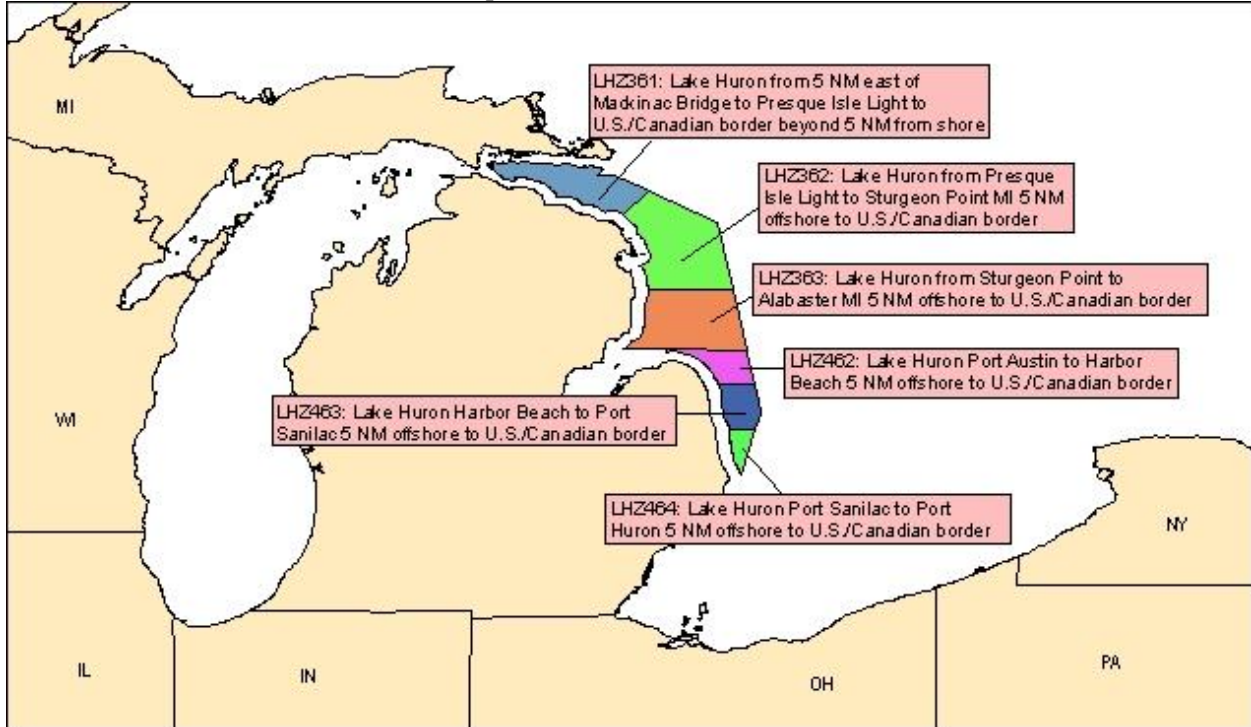 MI
LHZ361: Lake Huron from 5 NM east of
Mackinac Bridge to Presque Isle Light to
U.S./Canadian border beyond 5 NM from shore
LHZ362: Lake Huron from Presque
Isle Light to Sturgeon Point MI 5 NM
offshore to U.S./Canadian border
LHZ363: Lake Huron from Sturgeon Point to
Alabaster MI 5 NM offshore to U.S./Canadian border
LHZ462: Lake Huron Port Austin to Harbor
Beach 5 NM offshore to U.S./Canadian border
WI
LHZ463: Lake Huron Harbor Beach to Port
Sanilac 5 NM offshore to U.S./Canadian border
LHZ464: Lake Huron Port Sanilac to Port
Huron 5 NM offshore to U.S./Canadian border
NY
IL
IN
OH
PA